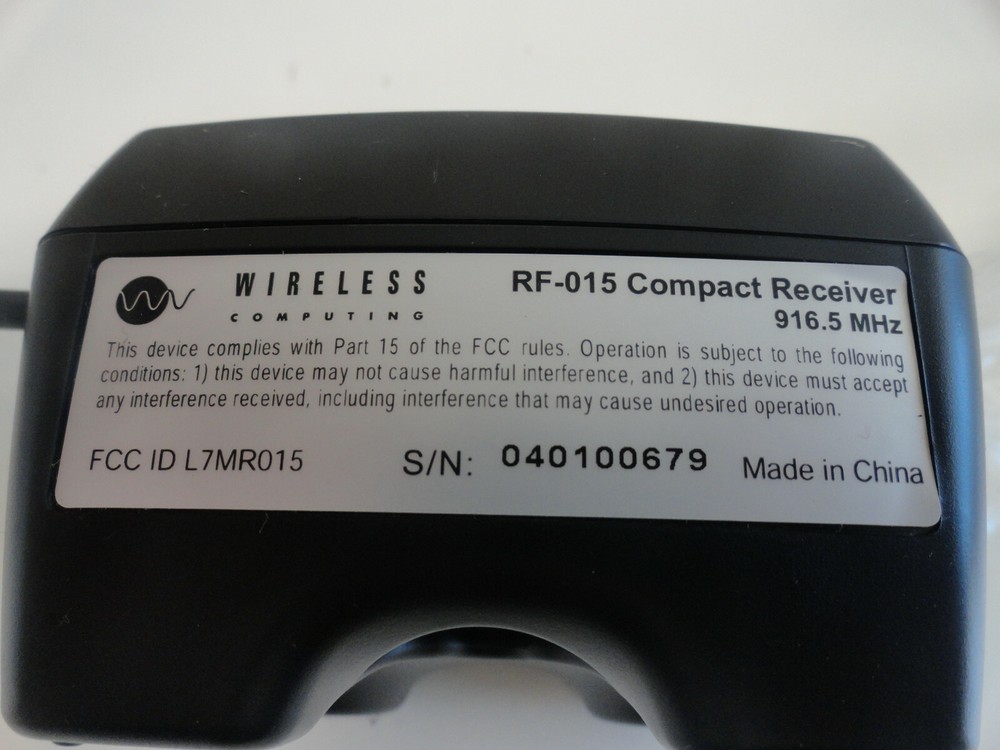 WIRELESS
COMPUTING
RF-015 Compact Receiver
916.5 MHz
This device complies with Part 15 of the FCC rules. Operation is subject to the following
conditions: 1) this device may not cause harmful interference, and 2) this device must accept
any interference received, including interference that may cause undesired operation.
FCC ID L7MR015 S/N: 040100679 Made in China